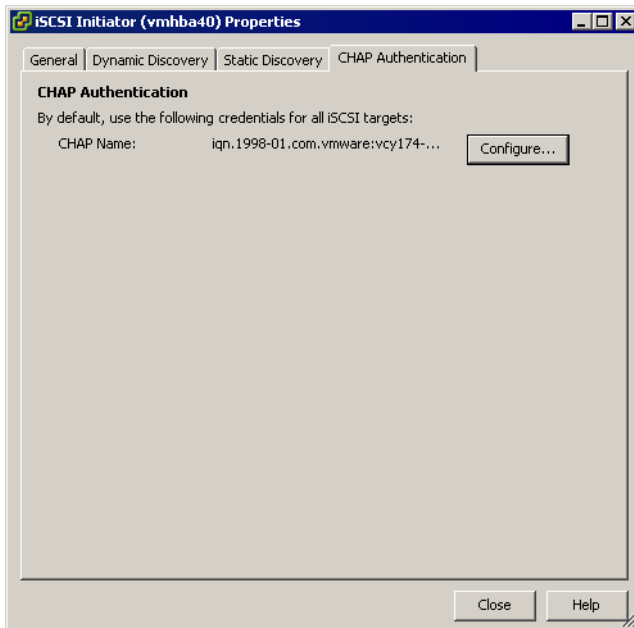 iSCSI Initiator (vmhba40) Properties
General Dynamic Discovery Static Discovery CHAP Authentication
CHAP Authentication
By default, use the following credentials for all iSCSI targets:
CHAP Name: iqn.1998-01.com.vmware:vcy174-... Configure...
Close Help